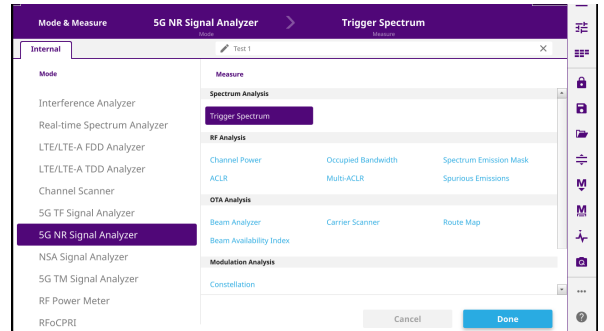 Mode & Measure 5G NR Signal Analyzer Trigger Spectrum
Mode Measure
Internal Test 1
Mode Measure
Spectrum Analysis
Interference Analyzer
Trigger Spectrum
Real-time Spectrum Analyzer
RF Analysis
LTE/LTE-A FDD Analyzer
Channel Power Occupied Bandwidth Spectrum Emission Mask
LTE/LTE-A TDD Analyzer
ACLR Multi-ACLR Spurious Emissions
Channel Scanner
OTA Analysis
5G TF Signal Analyzer
Beam Analyzer Carrier Scanner Route Map
5G NR Signal Analyzer
Beam Availability Index
NSA Signal Analyzer
Modulation Analysis
5G TM Signal Analyzer
Constellation
RF Power Meter
RFoCPRI
Cancel Done